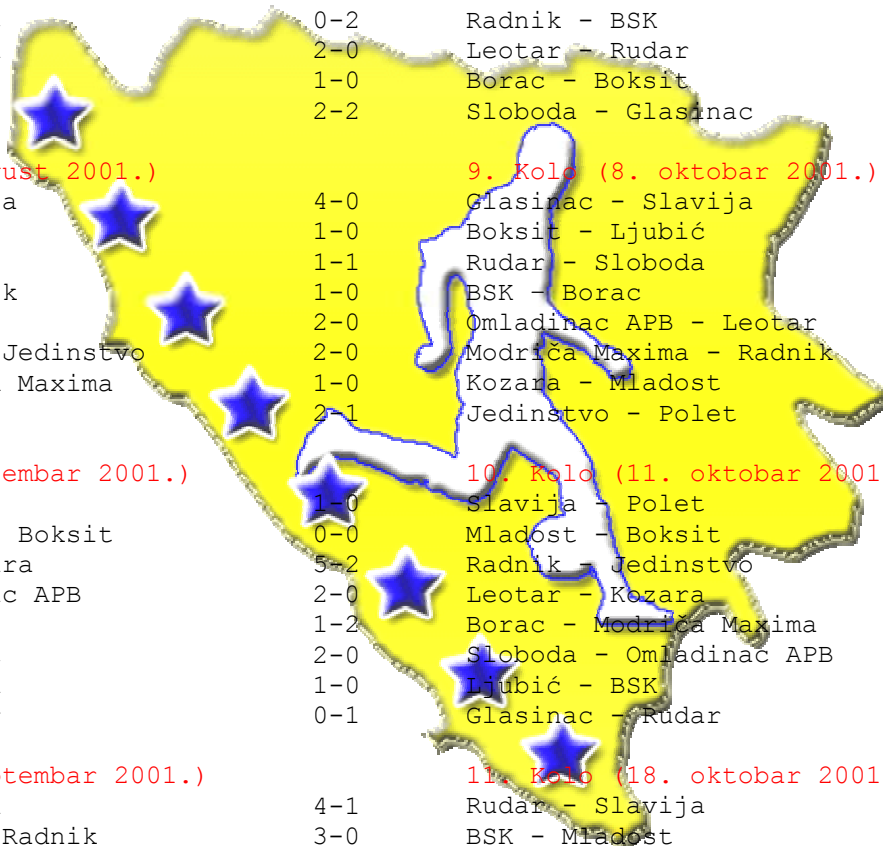 0-2 Radnik - BSK
2-0 Leotar - Rudar
1-0 Borac - Boksit
2-2 Sloboda - Glasinac
ust 2001.) 9. Kolo (8. oktobar 2001.)
a 4-0 Glasinac - Slavija
1-0 Boksit - Ljubić
1-1 Rudar - Sloboda
k 1-0 BSK - Borac
2-0 Omladinac APB - Leotar
Jedinstvo 2-0 Modriča Maxima - Radnik
Maxima 1-0 Kozara - Mladost
2-1 Jedinstvo - Polet
embar 2001.) 10. Kolo (11. oktobar 2001
1-0 Slavija - Polet
Boksit 0-0 Mladost - Boksit
ra 5-2 Radnik - Jedinstvo
c APB 2-0 Leotar - Kozara
1-2 Borac - Modriča Maxima
2-0 Sloboda - Omladinac APB
1-0 Ljubić - BSK
0-1 Glasinac - Rudar
tembar 2001.) 11. Kolo (18. oktobar 2001
4-1 Rudar - Slavija
Radnik 3-0 BSK - Mladost